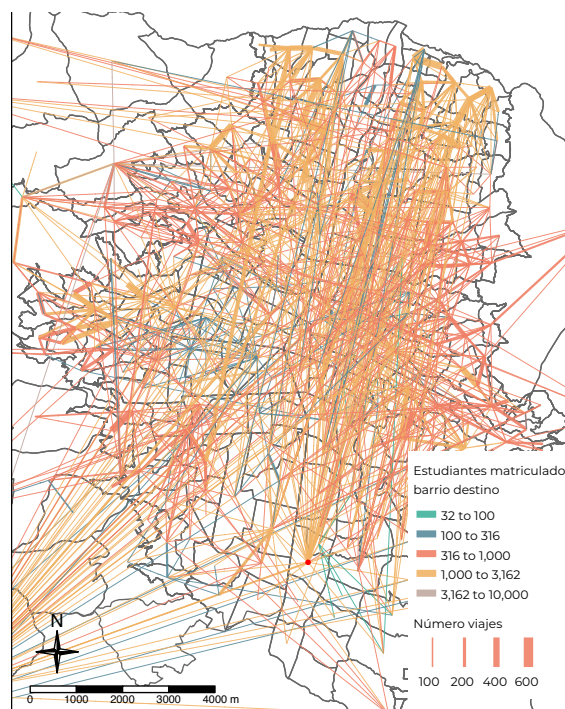 Estudiantes matriculado
barrio destino
32 to 100
100 to 316
316 to 1,000
1,000 to 3,162
3,162 to 10,000
Número viajes
100 200 400 600
N
0 1000 2000 3000 4000 m